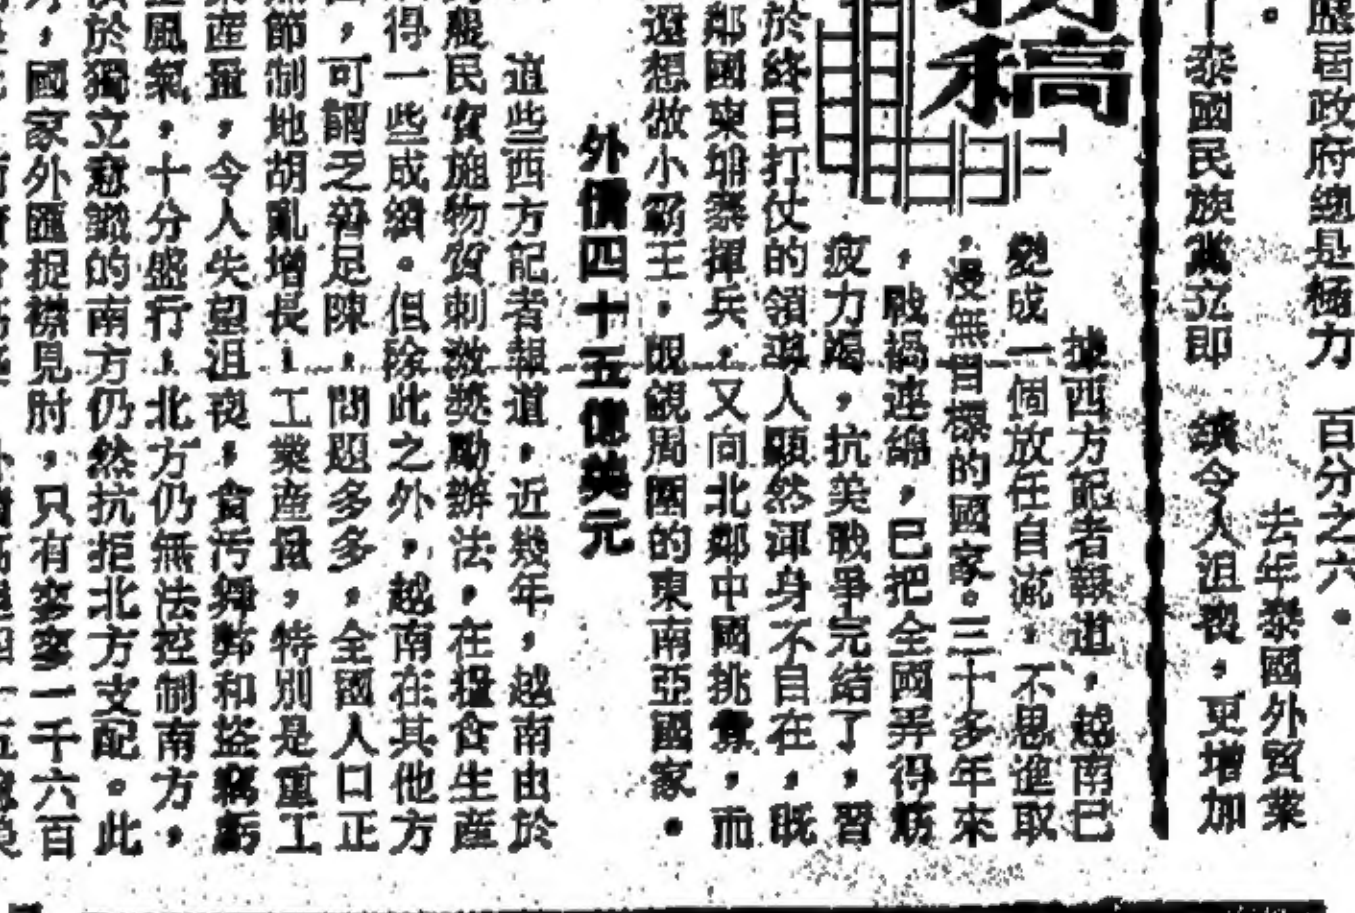 歷屆政府總是極力
百分之六。
去年泰國外貿業
—泰國民族黨立即
續令人沮喪,更增加
稿
據西方記者報道,越南已
變成一個放任自流,不思進取
,漫無目標的國家。三十多年來
,戰禍連綿,已把全國弄得筋
疲力竭,抗美戰爭完結了,習
於終日打仗的領導人顯然渾身不自在,既
鄰國柬埔寨揮兵,又向北鄰中國挑釁,而
還想做小霸王,覬覦周圍的東南亞國家。
外債四十五億美元
這些西方記者報道,近幾年,越南由於
農民實施物質刺激獎勵辦法,在糧食生產
得一些成績。但除此之外,越南在其他方
,可謂乏善足陳,問題多多,全國人口正
節制地胡亂增長,工業產量,特別是重工
產量,令人失望沮喪,貪污舞弊和盜竊虧
風氣,十分盛行,北方仍無法控制南方,
於獨立意識的南方仍然抗拒北方支配。此
,國家外匯捉襟見肘,只有寥寥一千六百